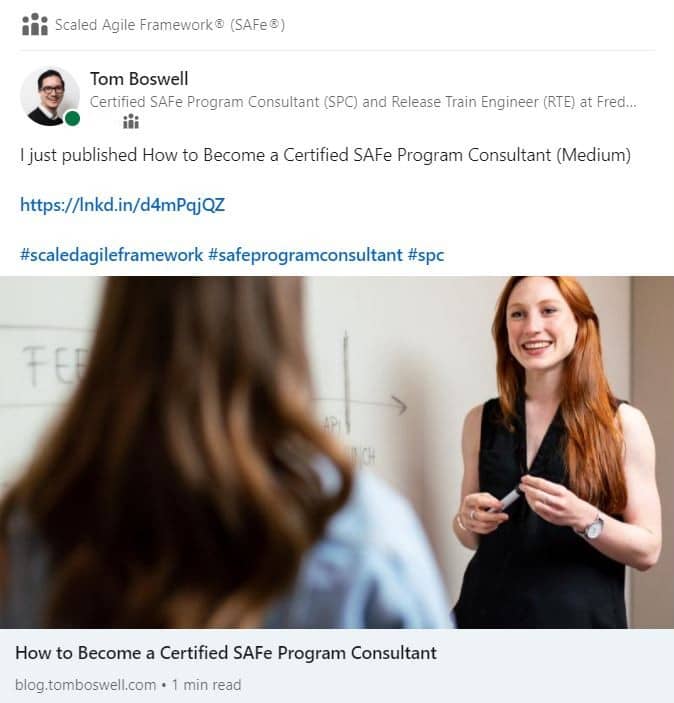 Scaled Agile Framework® (SAFe®)
Tom Boswell
Certified SAFe Program Consultant (SPC) and Release Train Engineer (RTE) at Fred...
I just published How to Become a Certified SAFe Program Consultant (Medium)
https://lnkd.in/d4mPqjQZ
#scaledagileframework #safeprogramconsultant #spc
API
How to Become a Certified SAFe Program Consultant
blog.tomboswell.com • 1 min read